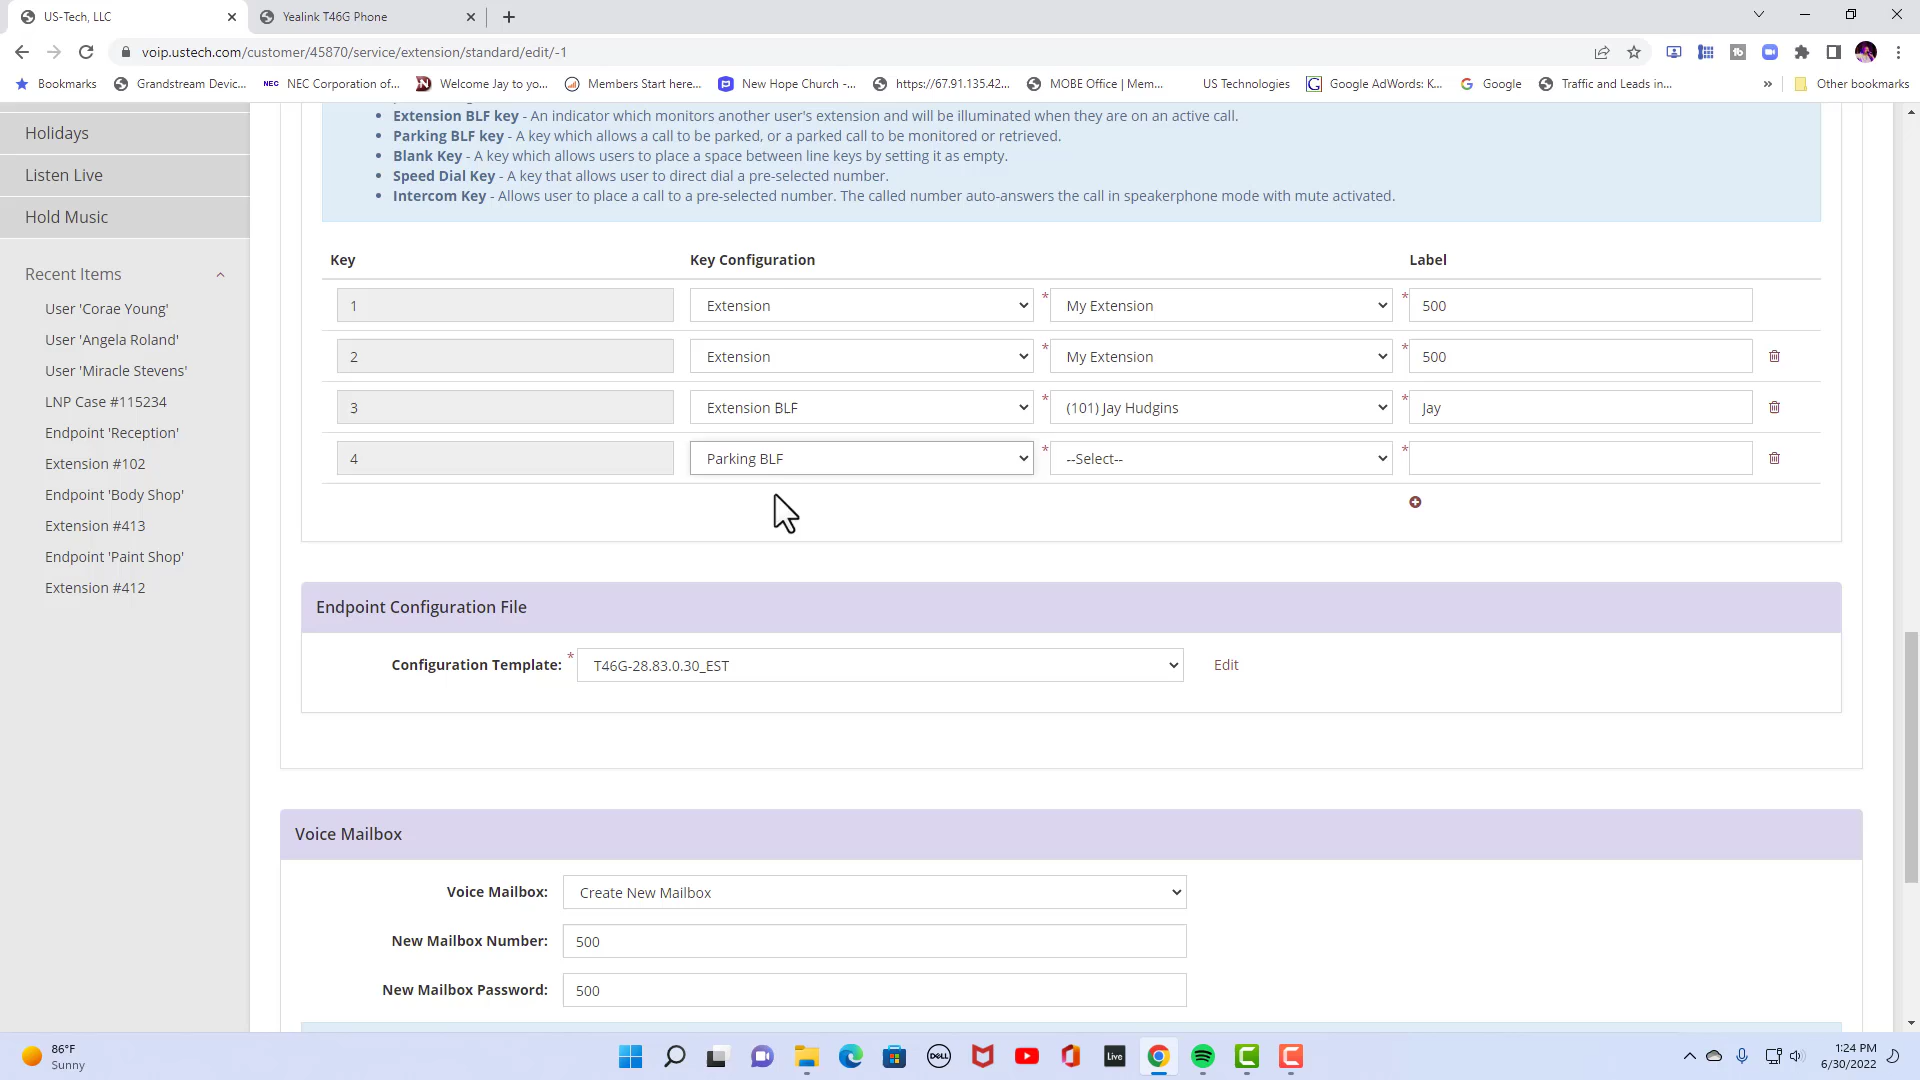 US-Tech, LLC
Yealink T46G Phone
voip.ustech.com/customer/45870/service/extension/standard/edit/-1
Bookmarks
Grandstream Devic...
NEC NEC Corporation of...
Welcome Jay to yo...
Members Start here...
New Hope Church -...
https://67.91.135.42...
MOBE Office | Mem...
US Technologies
Google AdWords: K...
Google
Traffic and Leads in...
»
Other bookmarks
Holidays
Listen Live
Hold Music
Recent Items
User 'Corae Young'
User 'Angela Roland'
User 'Miracle Stevens'
LNP Case #115234
Endpoint 'Reception'
Extension #102
Endpoint 'Body Shop'
Extension #413
Endpoint 'Paint Shop'
Extension #412
• Extension BLF key - An indicator which monitors another user's extension and will be illuminated when they are on an active call.
• Parking BLF key - A key which allows a call to be parked, or a parked call to be monitored or retrieved.
• Blank Key - A key which allows users to place a space between line keys by setting it as empty.
• Speed Dial Key - A key that allows user to direct dial a pre-selected number.
• Intercom Key - Allows user to place a call to a pre-selected number. The called number auto-answers the call in speakerphone mode with mute activated.
Key Key Configuration Label
1 Extension * My Extension * 500
2 Extension * My Extension * 500
3 Extension BLF * (101) Jay Hudgins * Jay
4 Parking BLF * --Select-- *
Endpoint Configuration File
Configuration Template: * T46G-28.83.0.30_EST Edit
Voice Mailbox
Voice Mailbox: Create New Mailbox
New Mailbox Number: 500
New Mailbox Password: 500
86°F
Sunny
DELL
Live
1:24 PM
6/30/2022